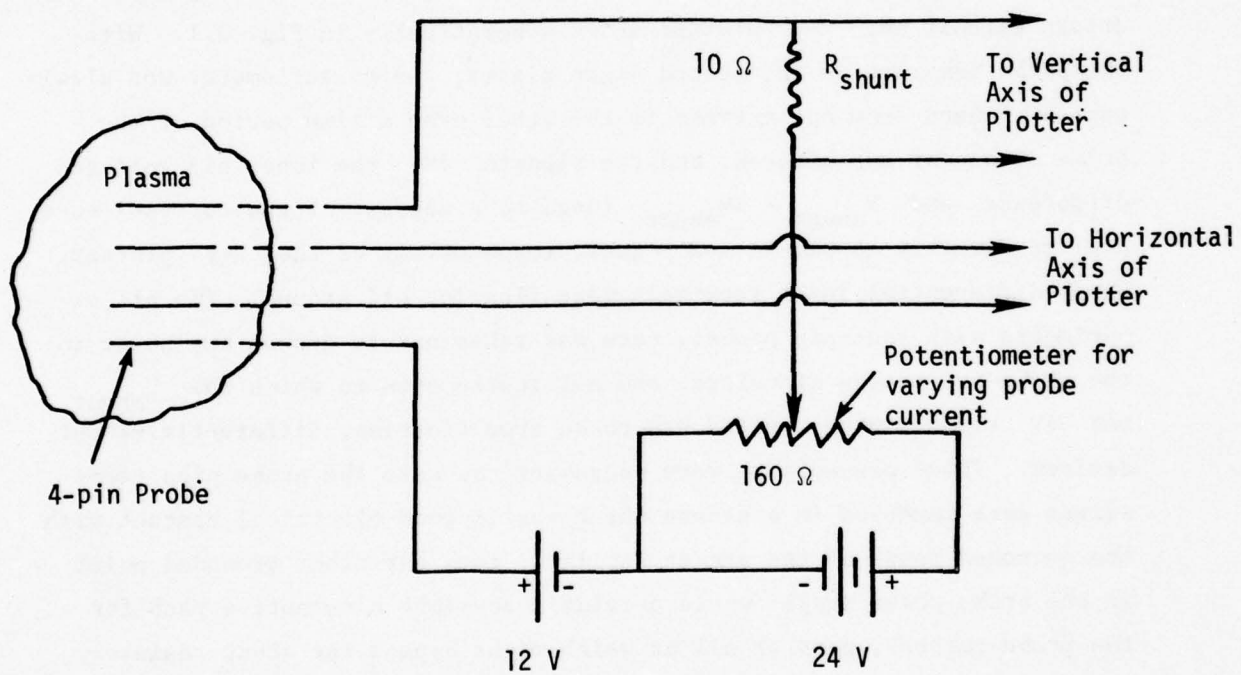 10 Ω
R shunt
To Vertical
Axis of
Plotter
Plasma
To Horizontal
Axis of
Plotter
Potentiometer for
varying probe
current
4-pin Probe
160 Ω
+ -
- +
12 V
24 V